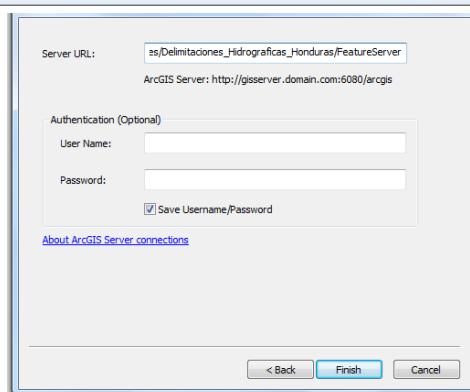 Server URL:
es/Delimitaciones_Hidrograficas_Honduras/FeatureServer
ArcGIS Server: http://gisserver.domain.com:6080/arcgis
Authentication (Optional)
User Name:
Password:
Save Username/Password
About ArcGIS Server connections
< Back
Finish
Cancel